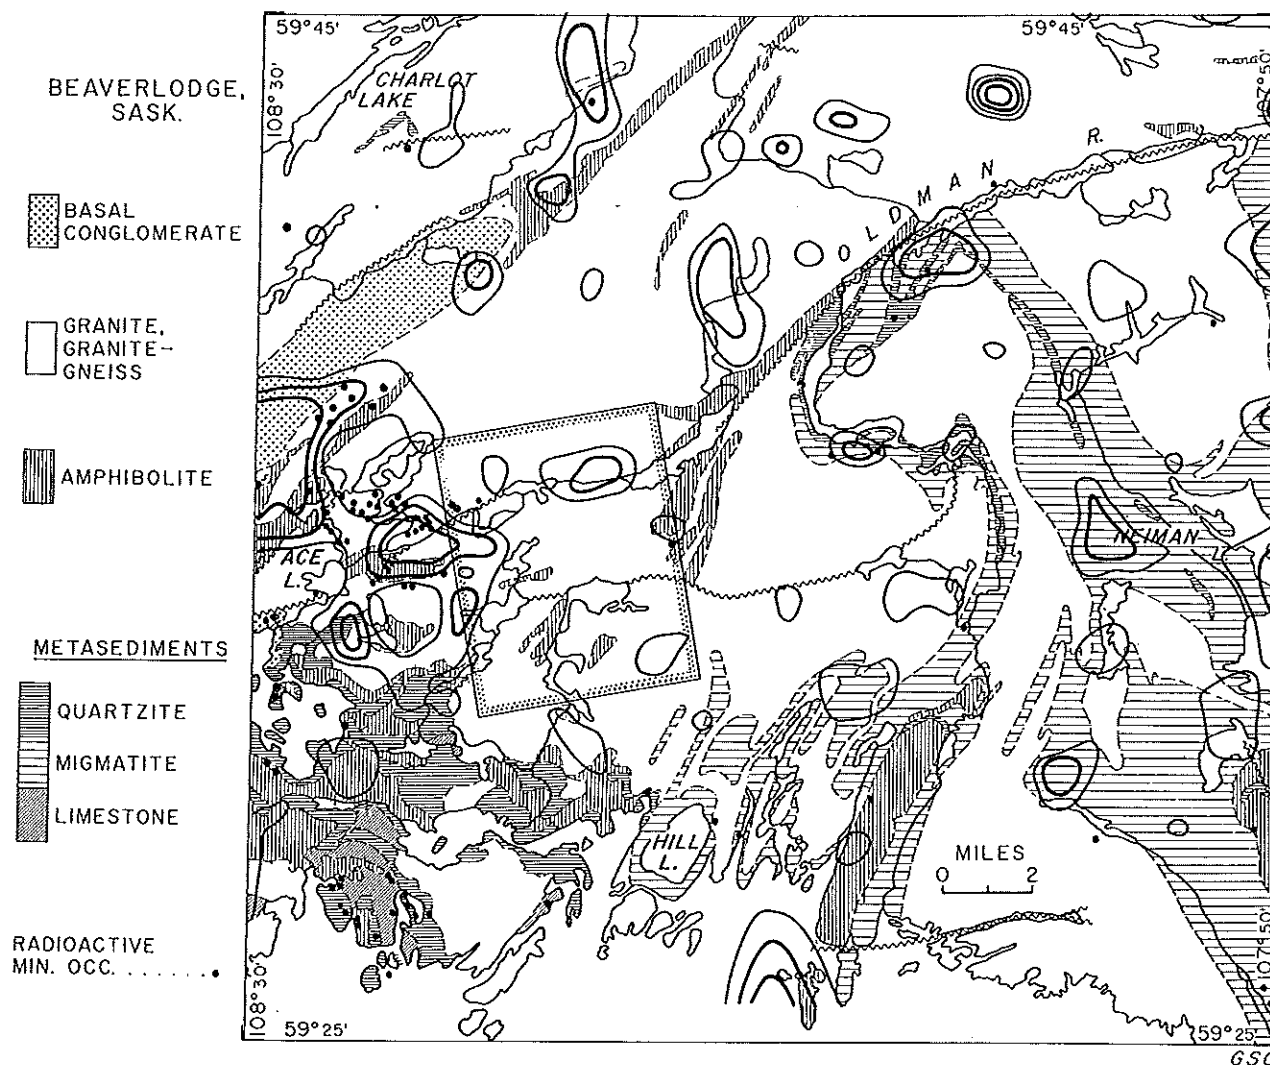 BEAVERLODGE,
SASK.
BASAL
CONGLOMERATE
GRANITE,
GRANITE-
GNEISS
AMPHIBOLITE
METASEDIMENTS
QUARTZITE
MIGMATITE
LIMESTONE
RADIOACTIVE
MIN. OCC. . . . . . .
59°45'
59°45'
108°30'
107°50'
CHARLOT
LAKE
OLDMAN R.
ACE
L.
NEIMAN
L.
HILL
L.
MILES
0 2
108°30'
107°50'
59°25'
59°25'
GSC